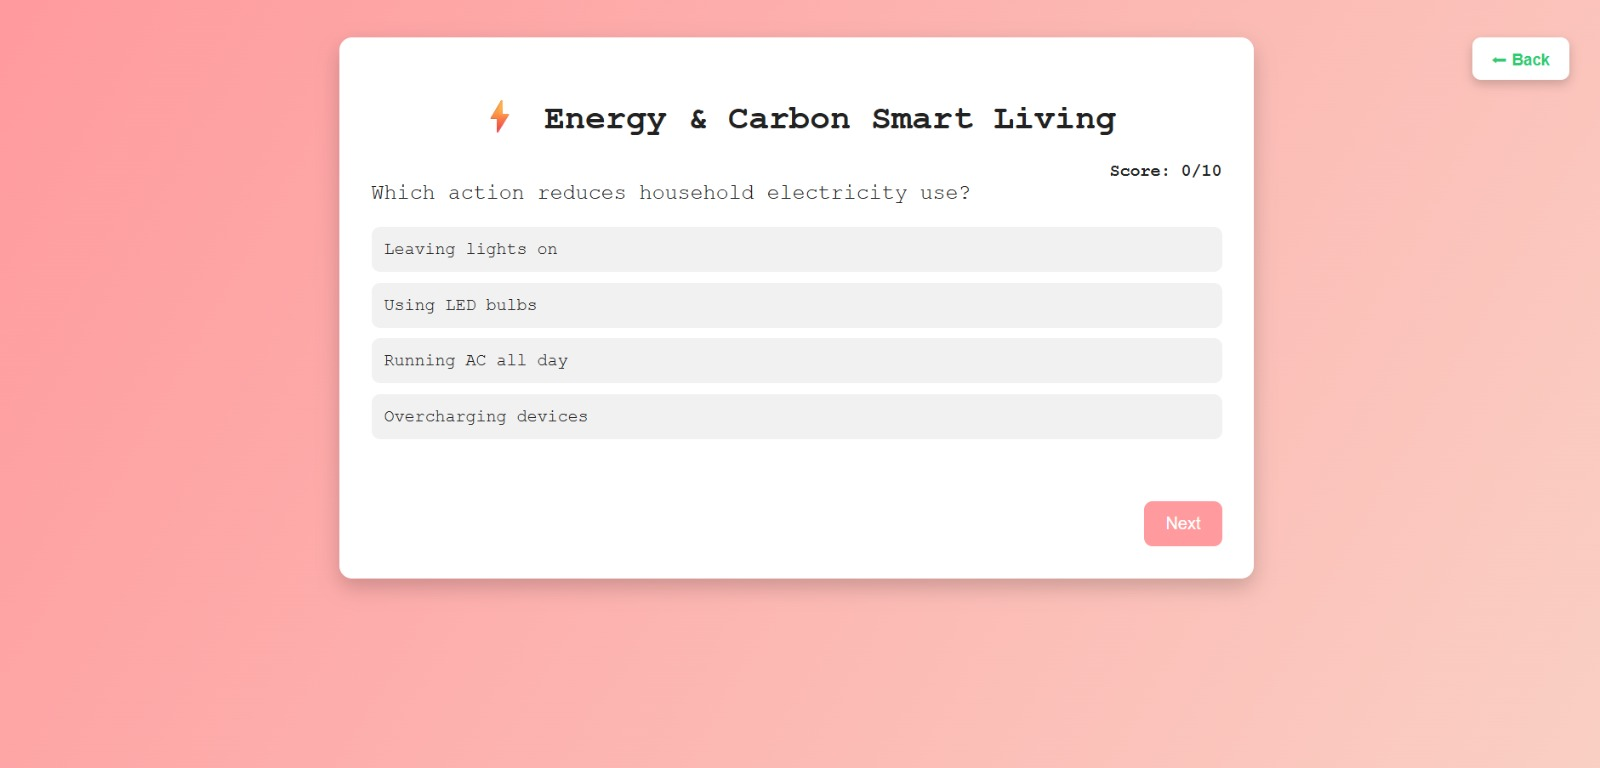 ← Back
⚡ Energy & Carbon Smart Living
Score: 0/10
Which action reduces household electricity use?
Leaving lights on
Using LED bulbs
Running AC all day
Overcharging devices
Next